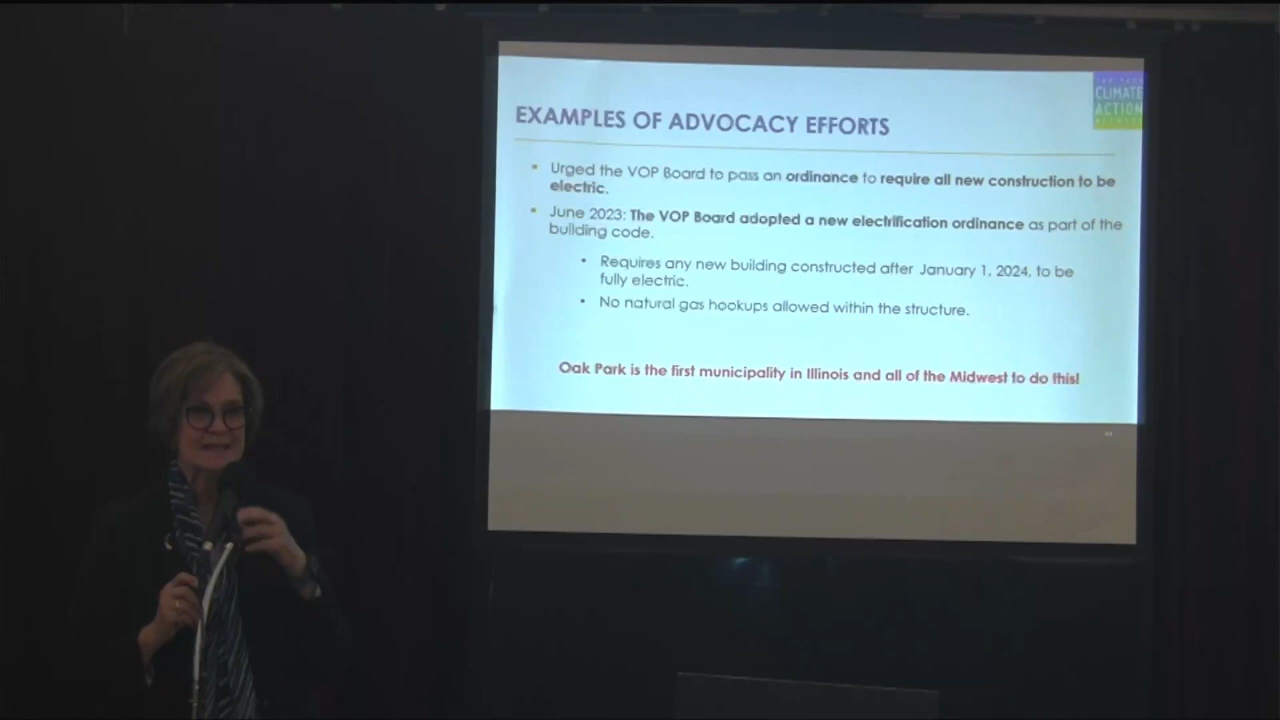 CLIMATE
ACTION
EXAMPLES OF ADVOCACY EFFORTS
▪ Urged the VOP Board to pass an ordinance to require all new construction to be
electric.
▪ June 2023: The VOP Board adopted a new electrification ordinance as part of the
building code.
• Requires any new building constructed after January 1, 2024, to be
fully electric.
• No natural gas hookups allowed within the structure.
Oak Park is the first municipality in Illinois and all of the Midwest to do this!